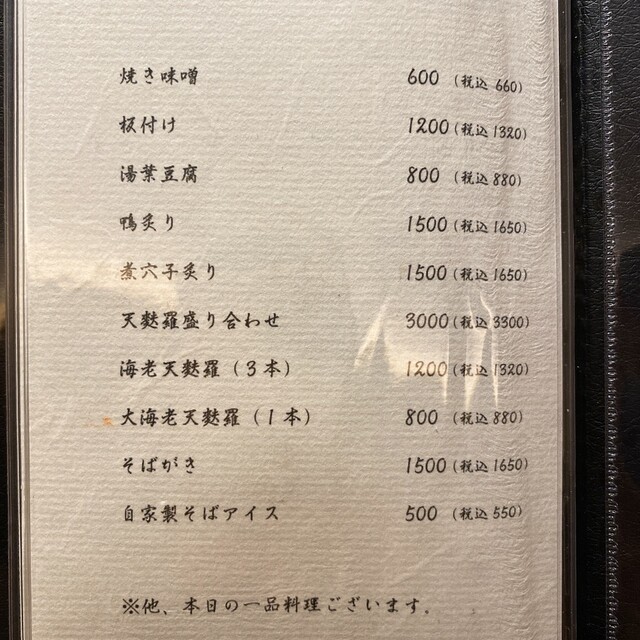 焼き味噌 600 (税込 660)
板付け 1200 (税込 1320)
湯葉豆腐 800 (税込 880)
鴨炙り 1500 (税込 1650)
煮穴子炙り 1500 (税込 1650)
天麩羅盛り合わせ 3000 (税込 3300)
海老天麩羅（3本） 1200 (税込 1320)
大海老天麩羅（1本） 800 (税込 880)
そばがき 1500 (税込 1650)
自家製そばアイス 500 (税込 550)
※他、本日の一品料理ございます。